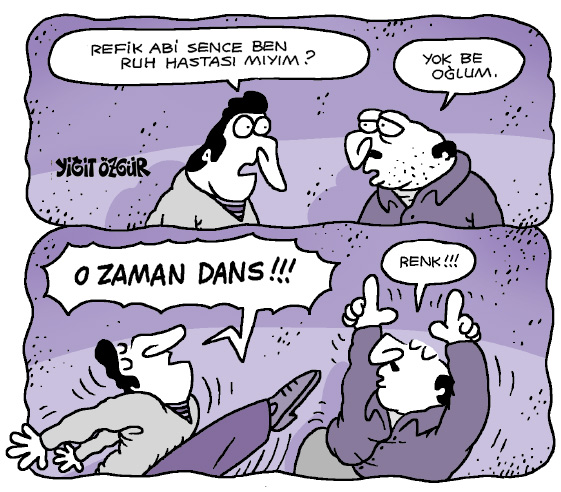 REFİK ABİ SENCE BEN
RUH HASTASI MIYIM?
YOK BE
OĞLUM.
YİĞİT ÖZGÜR
O ZAMAN DANS!!!
RENK!!!